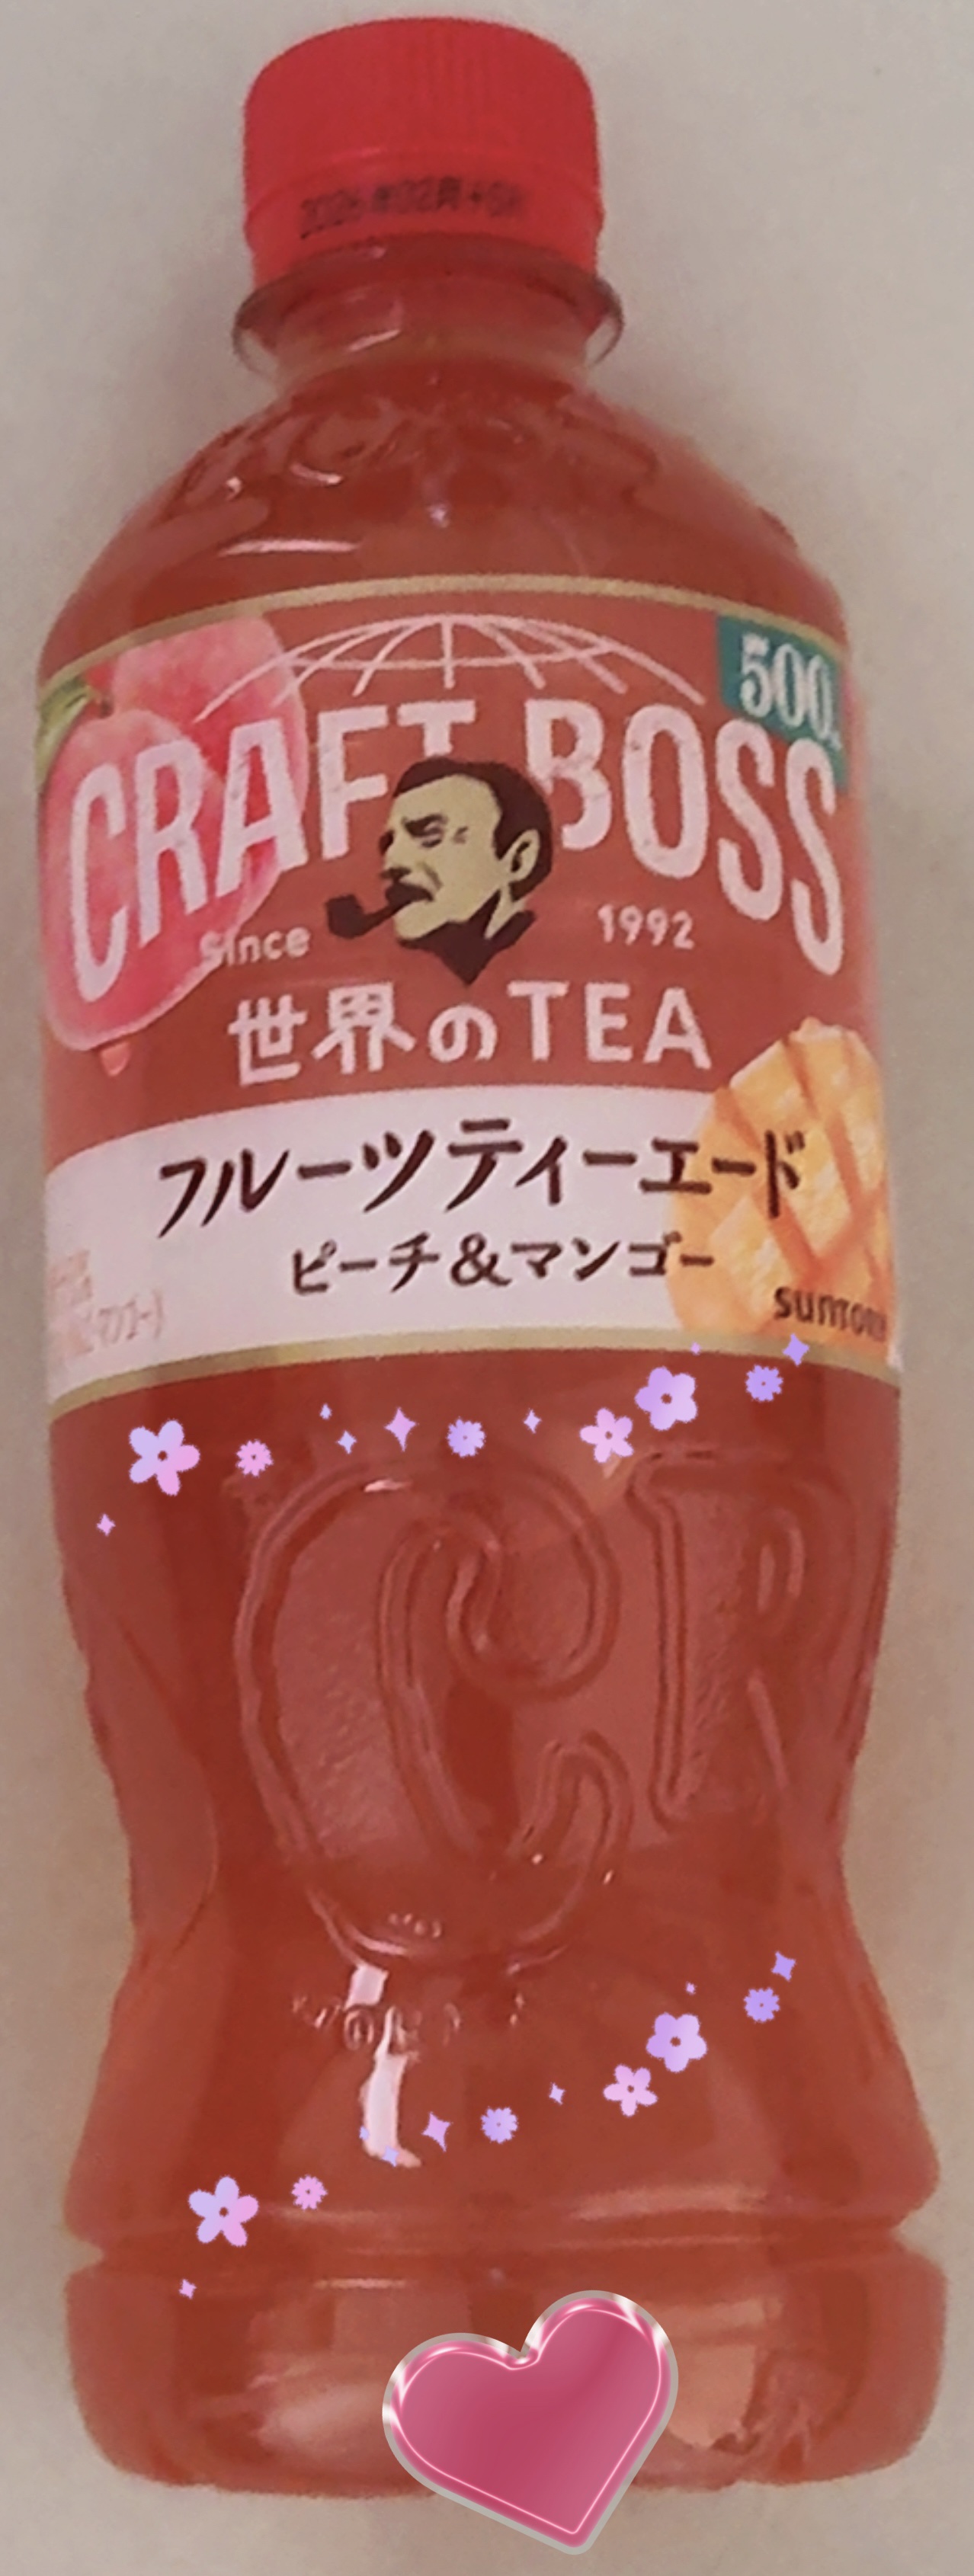 500
CRAFT BOSS
Since 1992
世界のTEA
フルーツティーエード
ピーチ&マンゴー
CR